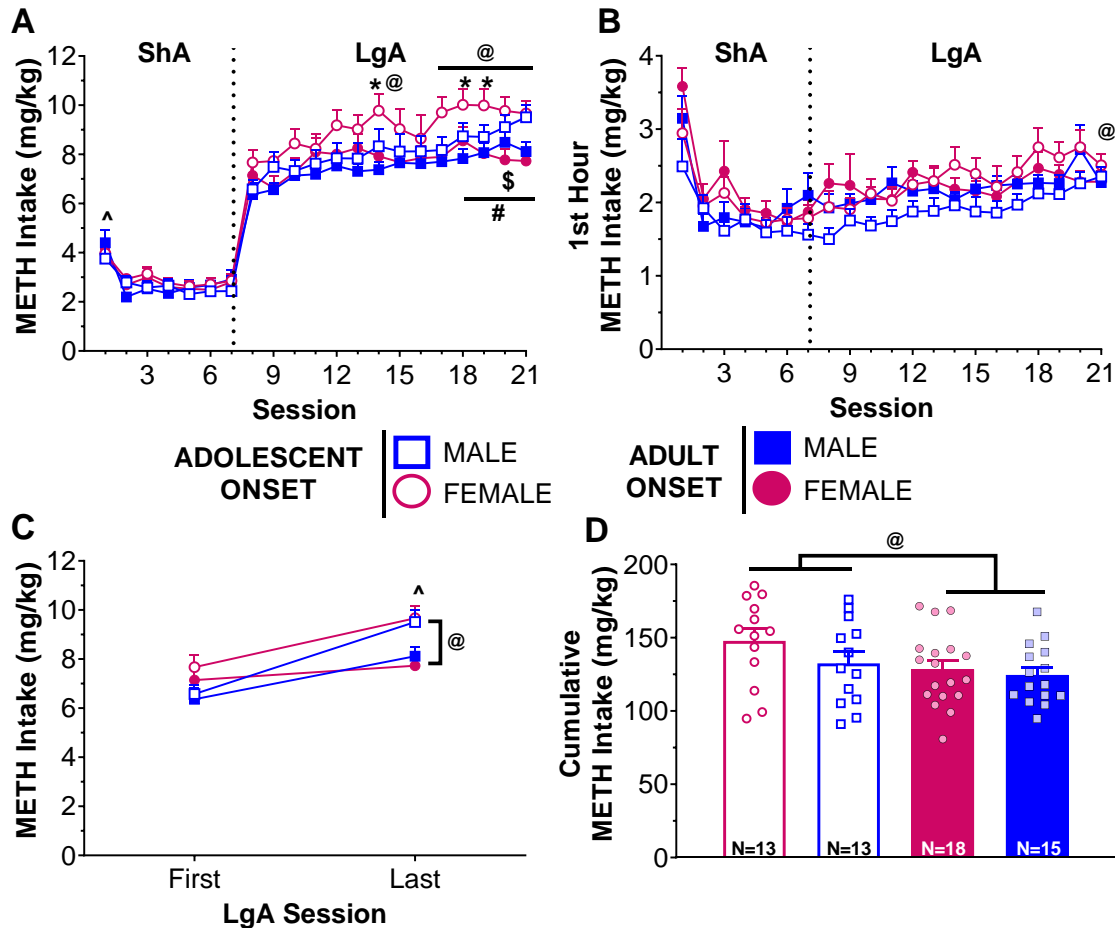 A
ShA
LgA
@
* @
* *
^
$
#
METH Intake (mg/kg)
12
10
8
6
4
2
0
3
6
9
12
15
18
21
Session
B
ShA
LgA
@
1st Hour
METH Intake (mg/kg)
4
3
2
1
0
3
6
9
12
15
18
21
Session
ADOLESCENT
ONSET
MALE
FEMALE
ADULT
ONSET
MALE
FEMALE
C
METH Intake (mg/kg)
12
10
8
6
4
2
0
^
@
First
Last
LgA Session
D
@
Cumulative
METH Intake (mg/kg)
200
150
100
50
0
N=13
N=13
N=18
N=15